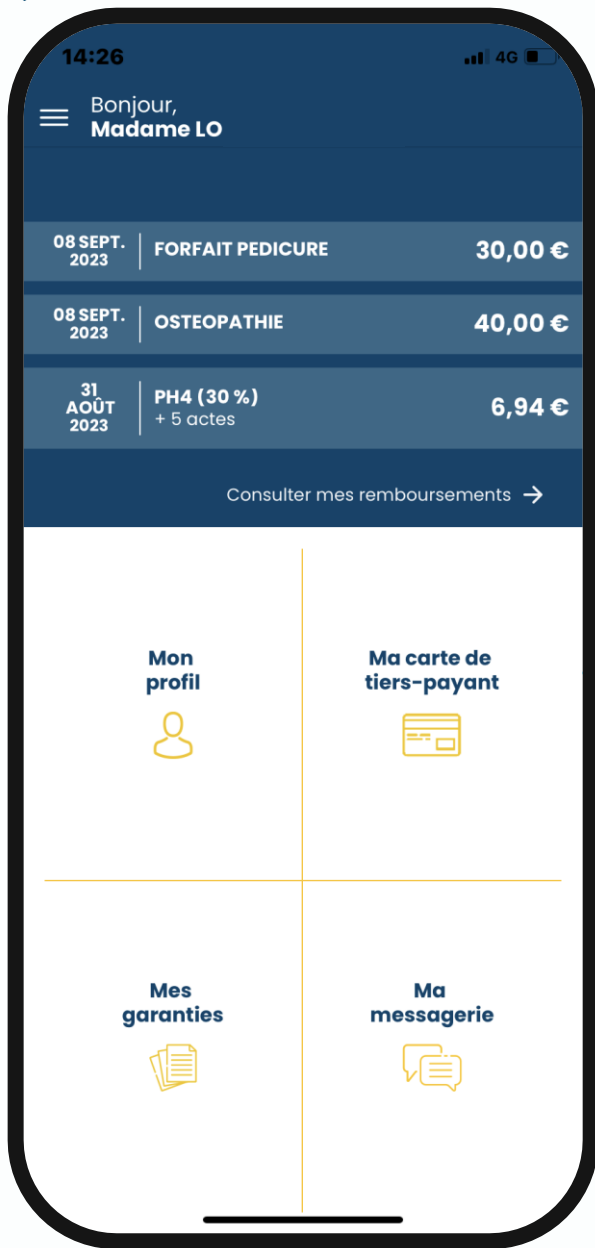 14:26 4G
Bonjour,
Madame LO
08 SEPT.
2023
FORFAIT PEDICURE 30,00 €
08 SEPT.
2023
OSTEOPATHIE 40,00 €
31
AOÛT
2023
PH4 (30 %)
+ 5 actes
6,94 €
Consulter mes remboursements →
Mon
profil
Ma carte de
tiers-payant
Mes
garanties
Ma
messagerie